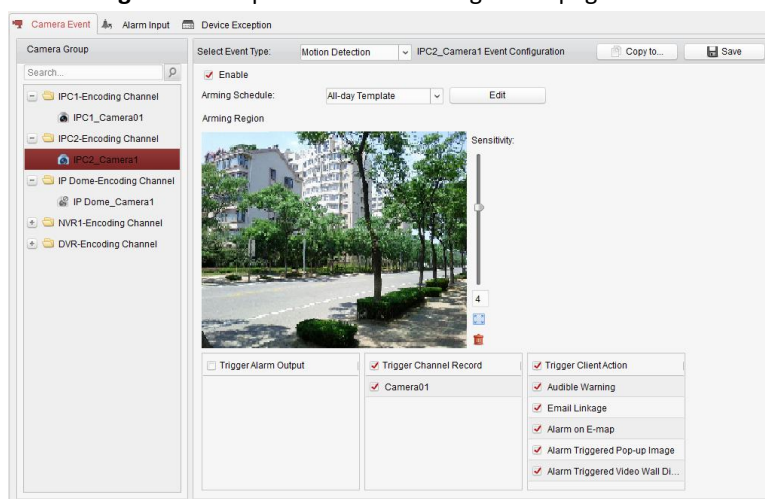 Camera Event Alarm Input Device Exception
Camera Group
Select Event Type: Motion Detection IPC2_Camera1 Event Configuration Copy to... Save
Search...
Enable
IPC1-Encoding Channel
Arming Schedule: All-day Template Edit
IPC1_Camera01
Arming Region
IPC2-Encoding Channel
Sensitivity:
IPC2_Camera1
IP Dome-Encoding Channel
IP Dome_Camera1
NVR1-Encoding Channel
DVR-Encoding Channel
4
Trigger Alarm Output Trigger Channel Record Trigger Client Action
Camera01 Audible Warning
Email Linkage
Alarm on E-map
Alarm Triggered Pop-up Image
Alarm Triggered Video Wall Di...